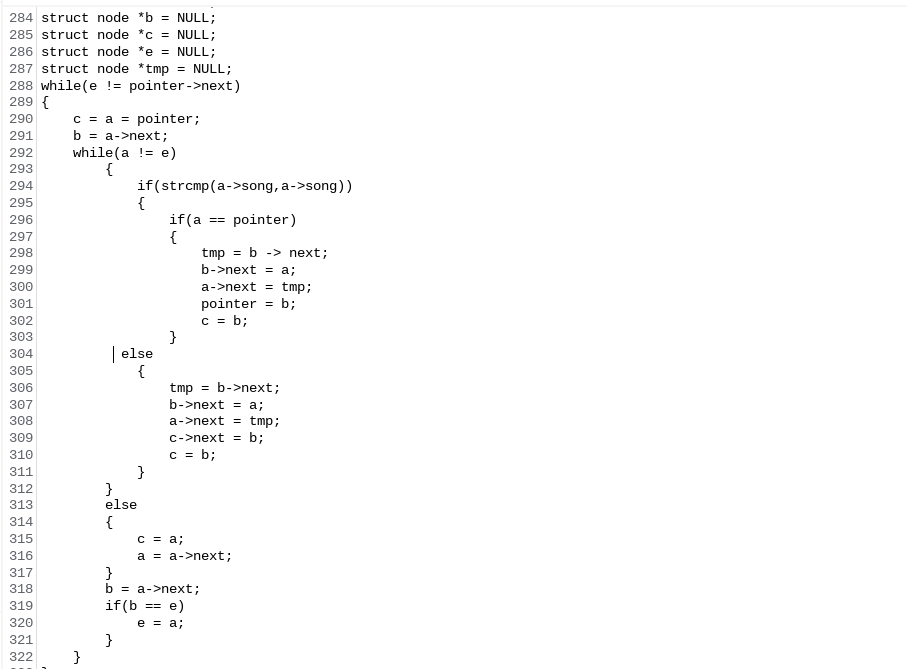 284 struct node *b = NULL;
285 struct node *c = NULL;
286 struct node *e = NULL;
287 struct node *tmp = NULL;
288 while(e != pointer->next)
289 {
290     c = a = pointer;
291     b = a->next;
292     while(a != e)
293         {
294             if(strcmp(a->song,a->song))
295             {
296                 if(a == pointer)
297                 {
298                     tmp = b -> next;
299                     b->next = a;
300                     a->next = tmp;
301                     pointer = b;
302                     c = b;
303                 }
304           else
305             {
306                 tmp = b->next;
307                 b->next = a;
308                 a->next = tmp;
309                 c->next = b;
310                 c = b;
311             }
312         }
313         else
314         {
315             c = a;
316             a = a->next;
317         }
318         b = a->next;
319         if(b == e)
320             e = a;
321         }
322     }